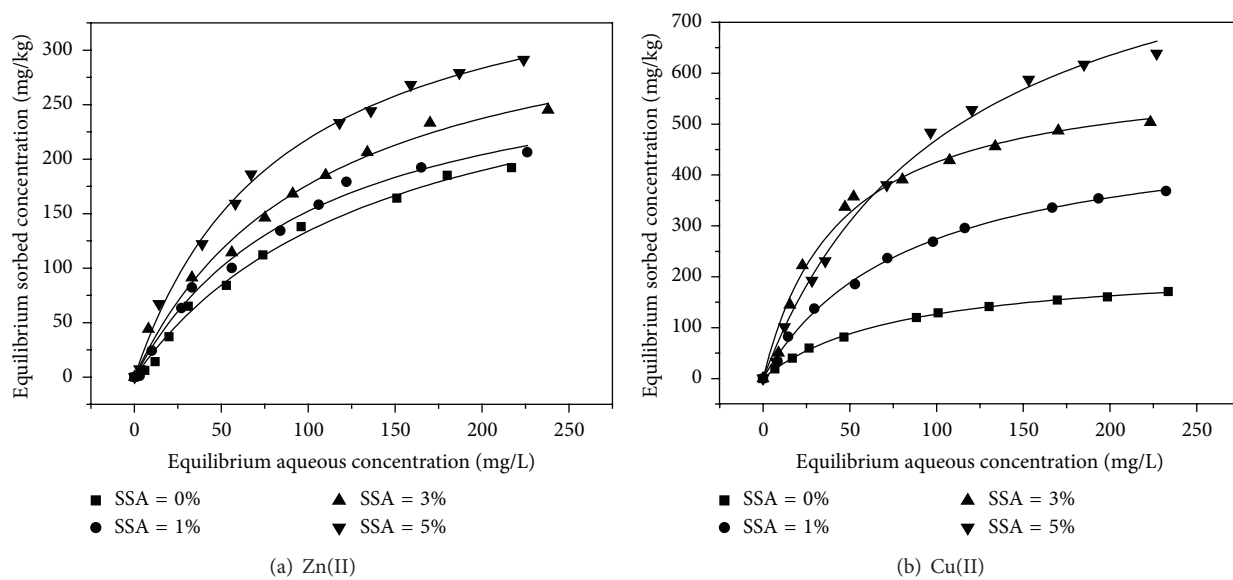 Equilibrium sorbed concentration (mg/kg)
300
250
200
150
100
50
0
0 50 100 150 200 250
Equilibrium aqueous concentration (mg/L)
SSA = 0% SSA = 3%
SSA = 1% SSA = 5%
(a) Zn(II)
Equilibrium sorbed concentration (mg/kg)
700
600
500
400
300
200
100
0
0 50 100 150 200 250
Equilibrium aqueous concentration (mg/L)
SSA = 0% SSA = 3%
SSA = 1% SSA = 5%
(b) Cu(II)